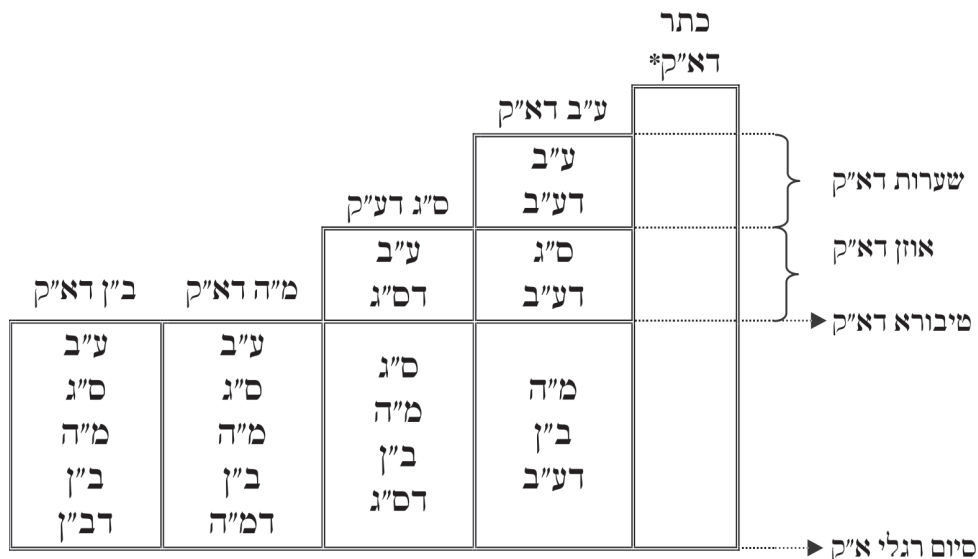 כתר
דא״ק*
ע״ב דא״ק
ע״ב
דע״ב
שערות דא״ק
ס״ג דע״ק
ע״ב
דס״ג
ס״ג
דע״ב
אוזן דא״ק
מ״ה דא״ק
ב״ן דא״ק
טיבורא דא״ק
מ״ה
ב״ן
דע״ב
ס״ג
מ״ה
ב״ן
דס״ג
ע״ב
ס״ג
מ״ה
ב״ן
דמ״ה
ע״ב
ס״ג
מ״ה
ב״ן
דב״ן
סיום רגלי א״ק